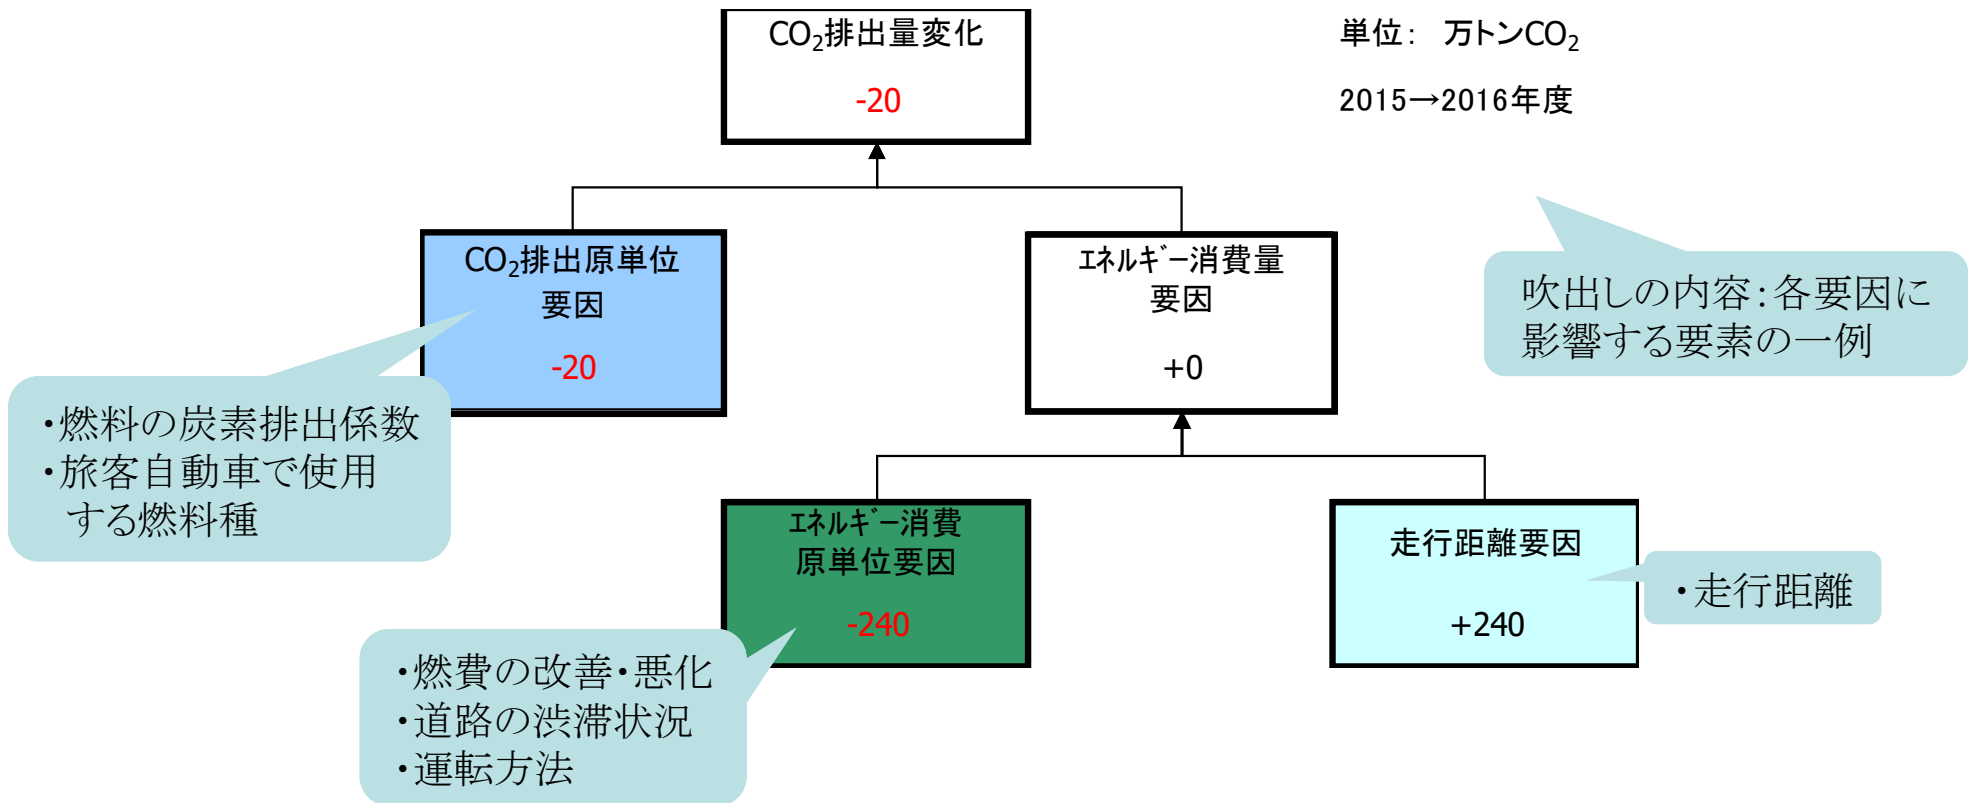 CO₂排出量変化
-20
単位: 万トンCO₂
2015→2016年度
CO₂排出原単位
要因
-20
ｴﾈﾙｷﾞｰ消費量
要因
+0
吹出しの内容:各要因に
影響する要素の一例
・燃料の炭素排出係数
・旅客自動車で使用
する燃料種
ｴﾈﾙｷﾞｰ消費
原単位要因
-240
走行距離要因
+240
・走行距離
・燃費の改善・悪化
・道路の渋滞状況
・運転方法